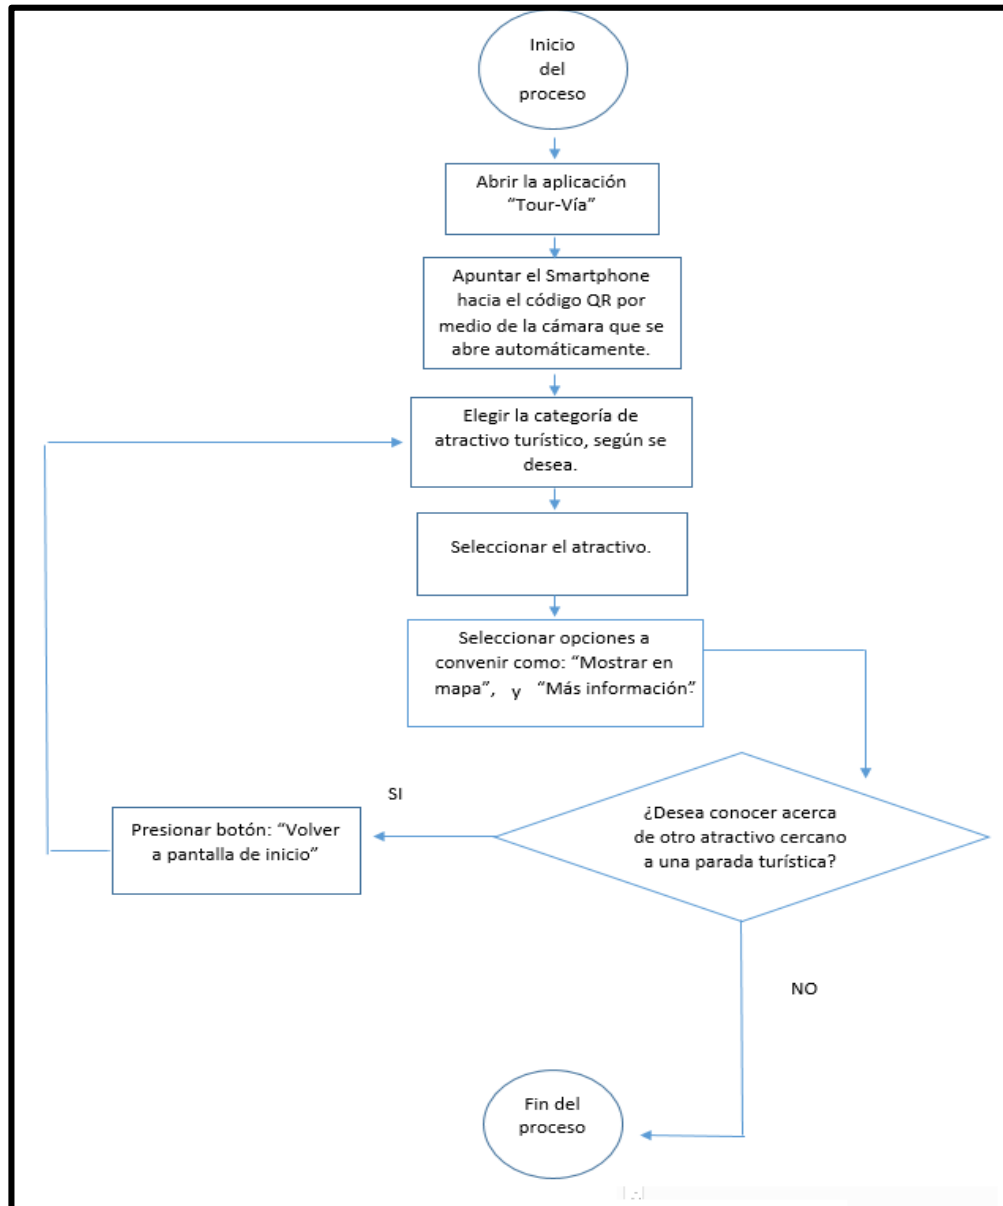 Inicio
del
proceso
Abrir la aplicación
“Tour-Vía”
Apuntar el Smartphone
hacia el código QR por
medio de la cámara que se
abre automáticamente.
Elegir la categoría de
atractivo turístico, según se
desea.
Seleccionar el atractivo.
Seleccionar opciones a
convenir como: “Mostrar en
mapa”, y “Más información”.
¿Desea conocer acerca
de otro atractivo cercano
a una parada turística?
SI
Presionar botón: “Volver
a pantalla de inicio”
NO
Fin del
proceso